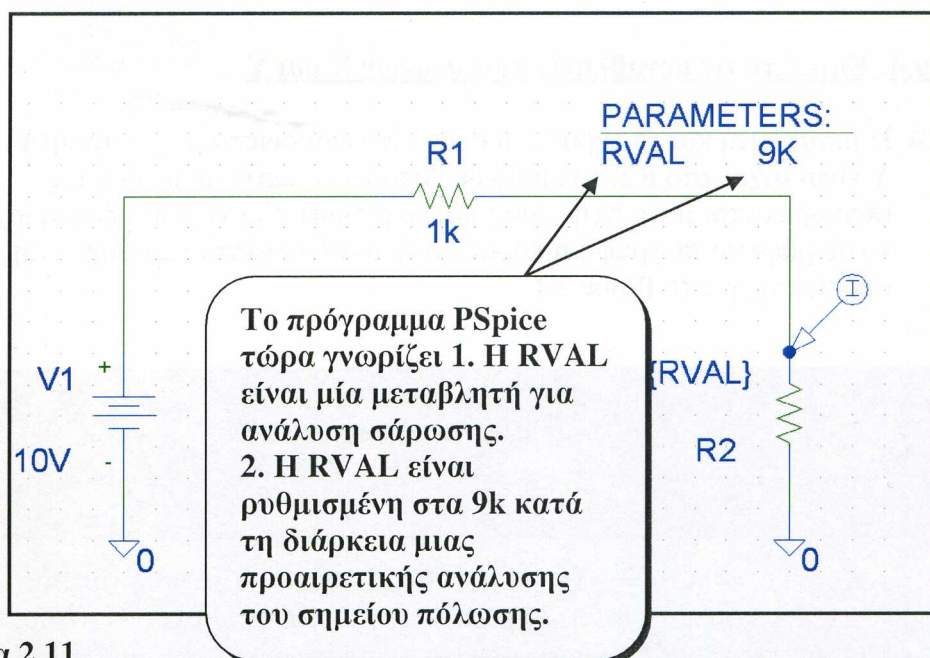 PARAMETERS:
RVAL 9K
R1
1k
Το πρόγραμμα PSpice
τώρα γνωρίζει 1. Η RVAL
είναι μία μεταβλητή για
ανάλυση σάρωσης.
2. Η RVAL είναι
ρυθμισμένη στα 9k κατά
τη διάρκεια μιας
προαιρετικής ανάλυσης
του σημείου πόλωσης.
I
V1
+
10V
-
0
{RVAL}
R2
0
2.11